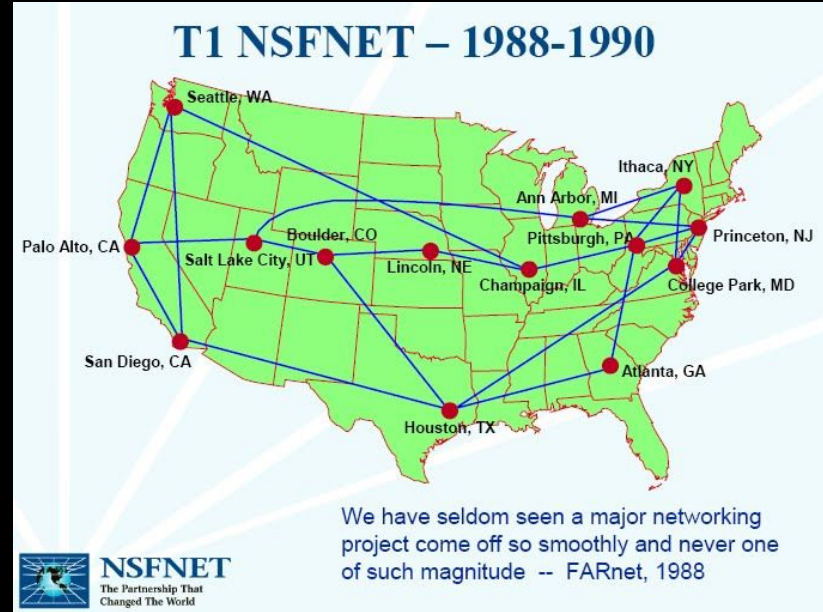 T1 NSFNET – 1988-1990
Seattle, WA
Ithaca, NY
Ann Arbor, MI
Boulder, CO
Pittsburgh, PA
Princeton, NJ
Palo Alto, CA
Salt Lake City, UT
Lincoln, NE
Champaign, IL
College Park, MD
San Diego, CA
Atlanta, GA
Houston, TX
We have seldom seen a major networking
project come off so smoothly and never one
of such magnitude -- FARnet, 1988
NSFNET
The Partnership That
Changed The World